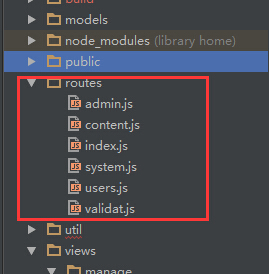 build
models
node_modules (library home)
public
routes
admin.js
content.js
index.js
system.js
users.js
validat.js
util
views
manage